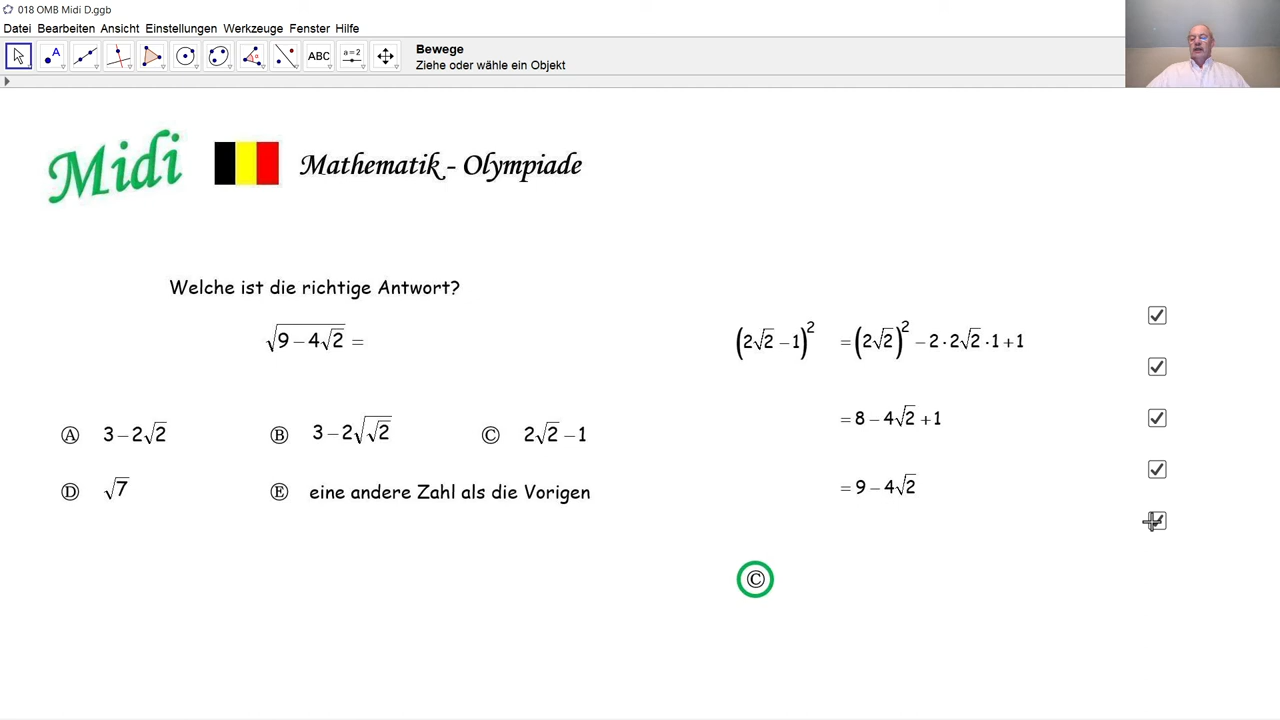 018 OMB Midi D.ggb
Datei Bearbeiten Ansicht Einstellungen Werkzeuge Fenster Hilfe
A α ABC a=2
Bewege
Ziehe oder wähle ein Objekt
Midi Mathematik - Olympiade
Welche ist die richtige Antwort?
√(9 − 4√2) =
Ⓐ 3 − 2√2 Ⓑ 3 − 2√√2 Ⓒ 2√2 − 1
Ⓓ √7 Ⓔ eine andere Zahl als die Vorigen
(2√2 − 1)² = (2√2)² − 2 · 2√2 · 1 + 1
= 8 − 4√2 + 1
= 9 − 4√2
Ⓒ